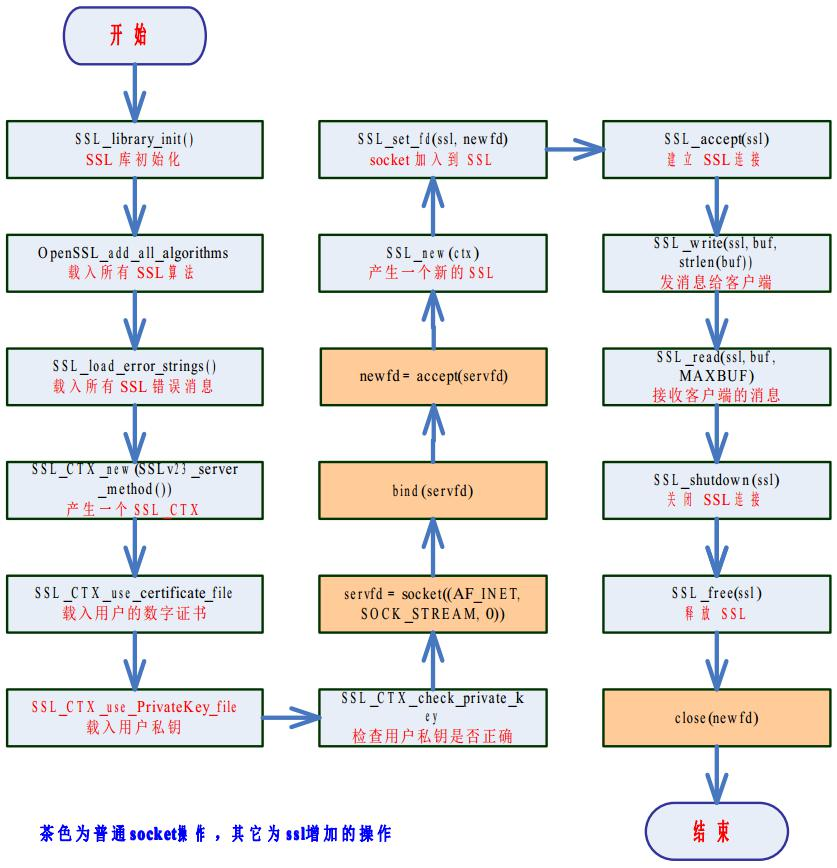 开 始
SSL_library_init()
SSL 库初始化
OpenSSL_add_all_algorithms
载入所有 SSL 算法
SSL_load_error_strings()
载入所有 SSL 错误消息
SSL_CTX_new(SSLv23_server
_method())
产生一个 SSL_CTX
SSL_CTX_use_certificate_file
载入用户的数字证书
SSL_CTX_use_PrivateKey_file
载入用户私钥
SSL_CTX_check_private_k
ey
检查用户私钥是否正确
servfd = socket((AF_INET,
SOCK_STREAM, 0))
bind(servfd)
newfd = accept(servfd)
SSL_new(ctx)
产生一个新的 SSL
SSL_set_fd(ssl, newfd)
socket 加入到 SSL
SSL_accept(ssl)
建立 SSL 连接
SSL_write(ssl, buf,
strlen(buf))
发消息给客户端
SSL_read(ssl, buf,
MAXBUF)
接收客户端的消息
SSL_shutdown(ssl)
关闭 SSL 连接
SSL_free(ssl)
释放 SSL
close(newfd)
结 束
茶色为普通socket操作，其它为ssl增加的操作